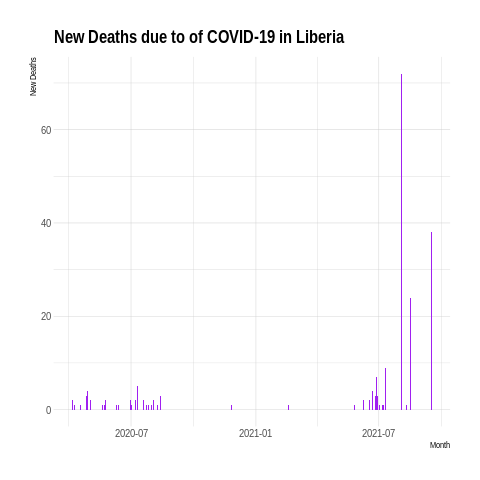 New Deaths due to of COVID-19 in Liberia
New Deaths
60
40
20
0
2020-07
2021-01
2021-07
Month